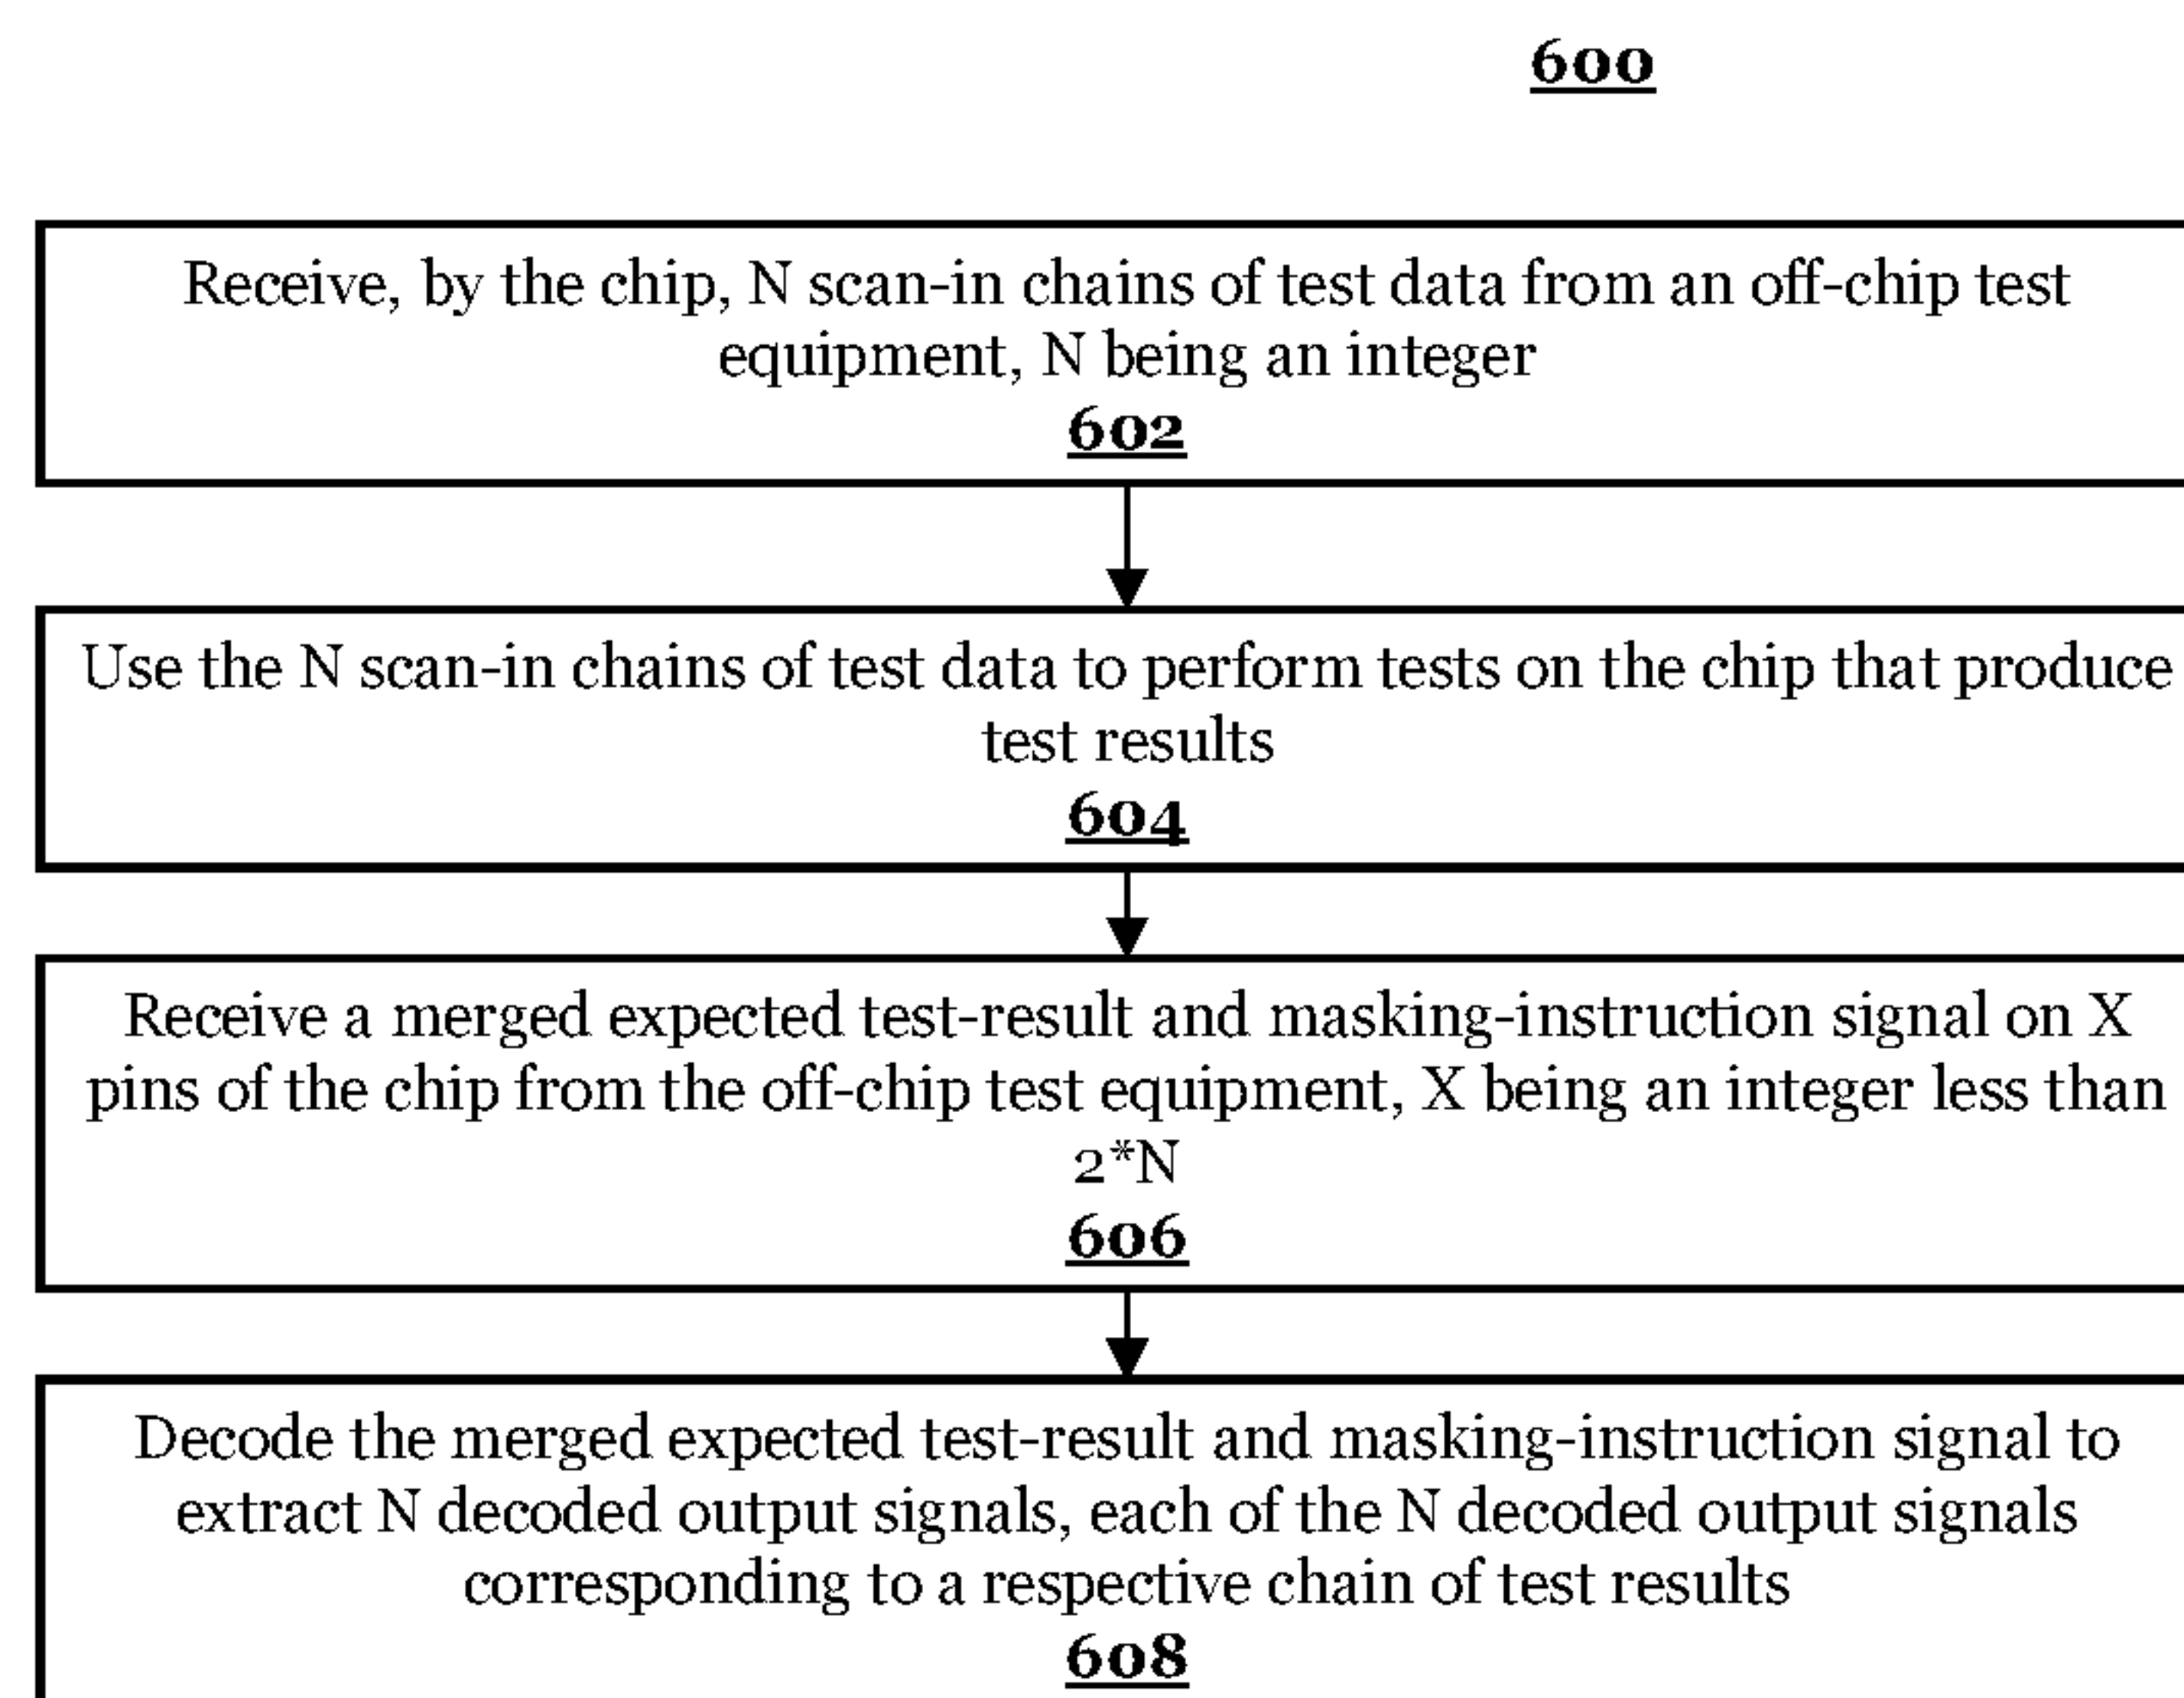 600
Receive, by the chip, N scan-in chains of test data from an off-chip test
equipment, N being an integer
602
Use the N scan-in chains of test data to perform tests on the chip that produce
test results
604
Receive a merged expected test-result and masking-instruction signal on X
pins of the chip from the off-chip test equipment, X being an integer less than
2*N
606
Decode the merged expected test-result and masking-instruction signal to
extract N decoded output signals, each of the N decoded output signals
corresponding to a respective chain of test results
608